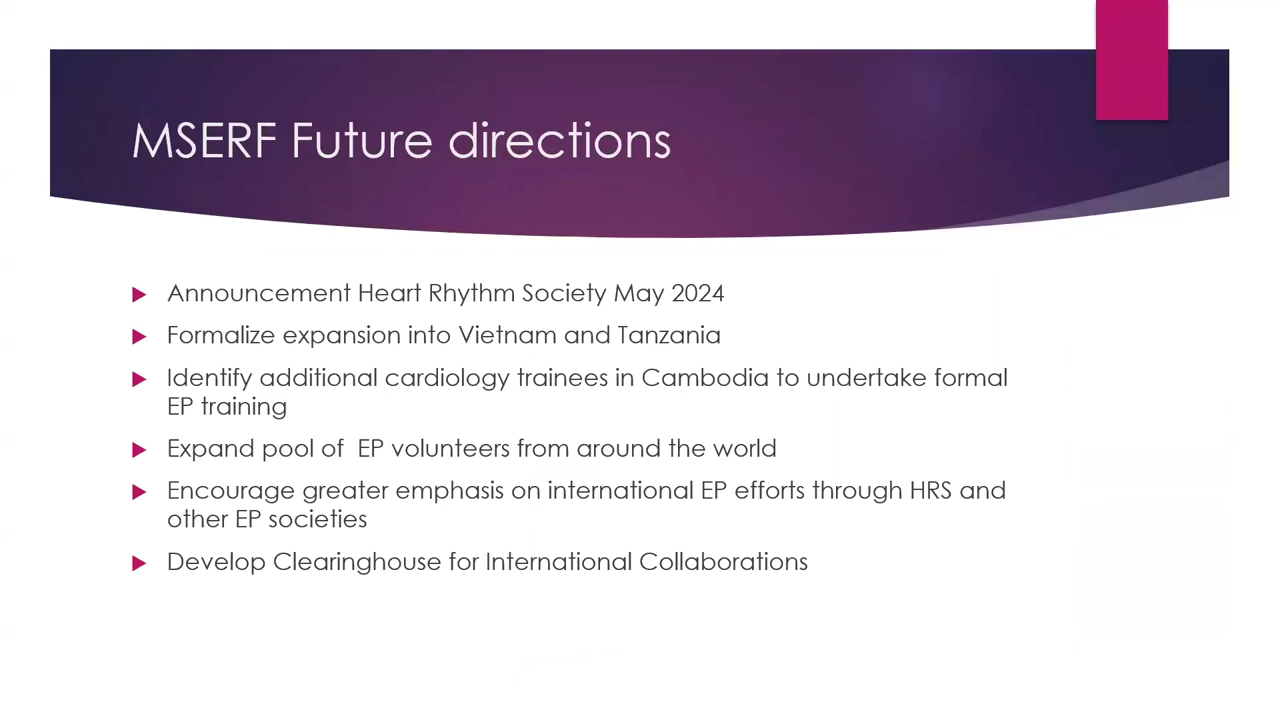 MSERF Future directions
Announcement Heart Rhythm Society May 2024
Formalize expansion into Vietnam and Tanzania
Identify additional cardiology trainees in Cambodia to undertake formal
EP training
Expand pool of  EP volunteers from around the world
Encourage greater emphasis on international EP efforts through HRS and
other EP societies
Develop Clearinghouse for International Collaborations